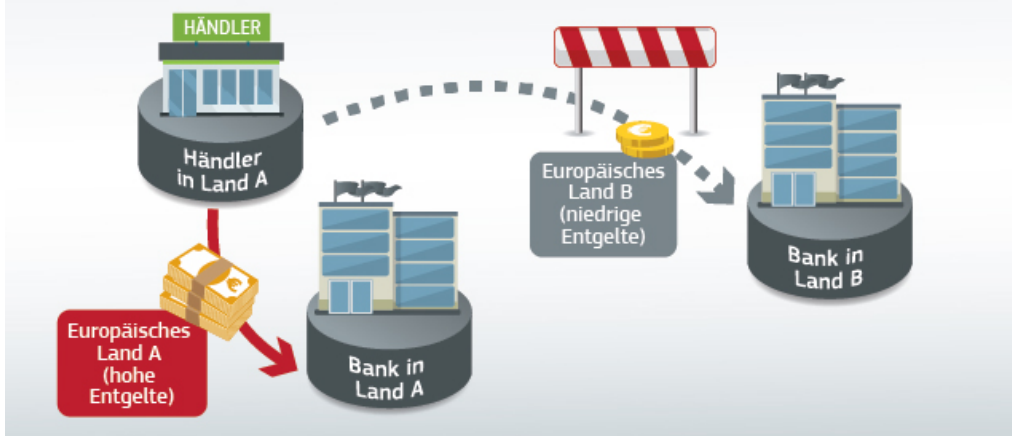 HÄNDLER
Händler
in Land A
Europäisches
Land B
(niedrige
Entgelte)
Bank in
Land B
Europäisches
Land A
(hohe
Entgelte)
Bank in
Land A